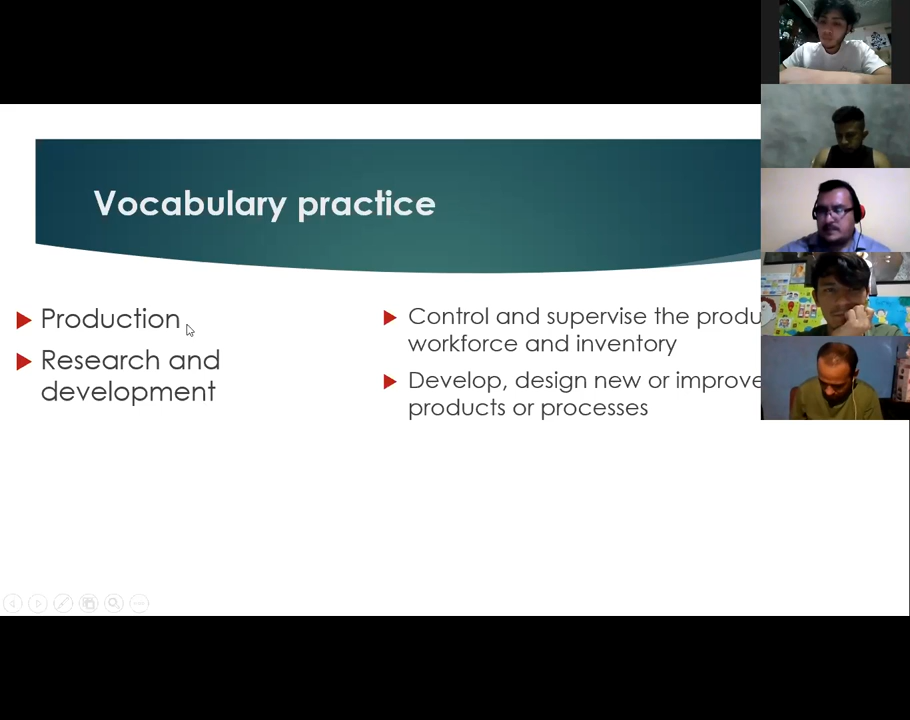 Vocabulary practice
Production
Research and
development
Control and supervise the
workforce and inventory
Develop, design new or improve
products or processes